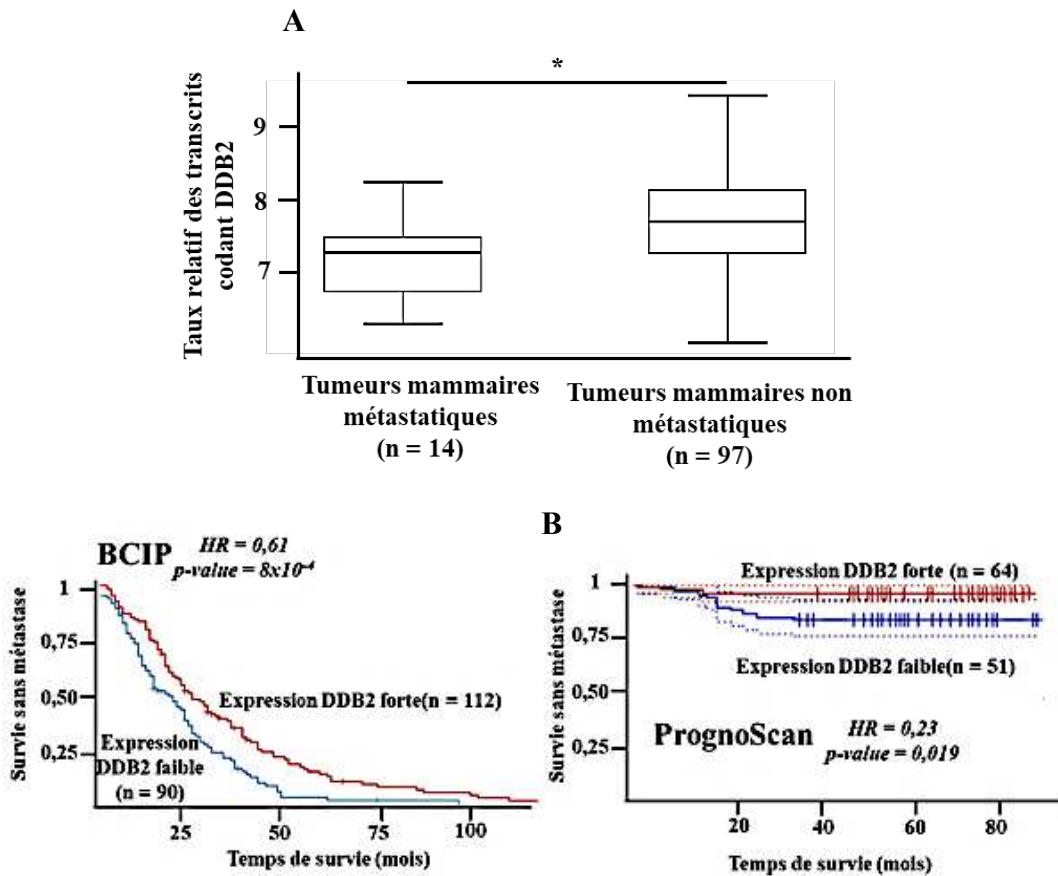 A
*
Taux relatif des transcrits
codant DDB2
9
8
7
Tumeurs mammaires
métastatiques
(n = 14)
Tumeurs mammaires non
métastatiques
(n = 97)
B
BCIP
HR = 0,61
p-value = 8x10⁻⁴
Survie sans métastase
1
0,75
0,50
0,25
Expression DDB2 forte(n = 112)
Expression
DDB2 faible
(n = 90)
25
50
75
100
Temps de survie (mois)
Survie sans métastase
1
0,75
0,50
0,25
Expression DDB2 forte (n = 64)
Expression DDB2 faible(n = 51)
PrognoScan
HR = 0,23
p-value = 0,019
20
40
60
80
Temps de survie (mois)